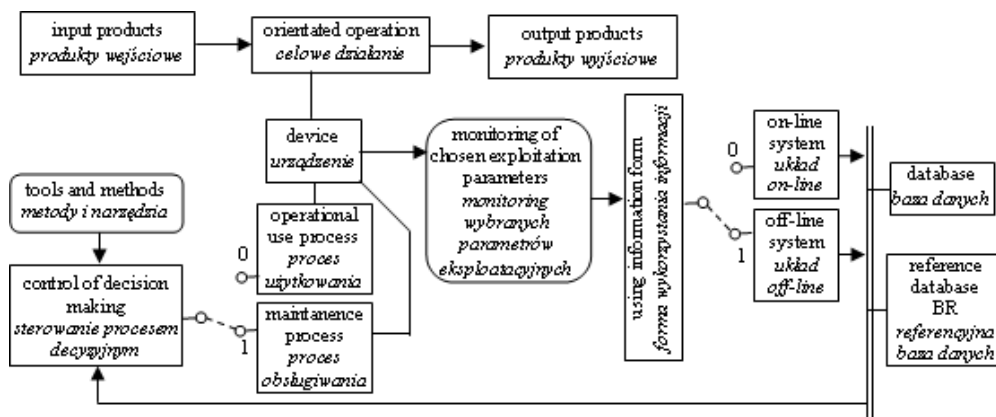 input products
produkty wejściowe
orientated operation
celowe działanie
output products
produkty wyjściowe
device
urządzenie
monitoring of
chosen exploitation
parameters
monitoring
wybranych
parametrów
eksploatacyjnych
using information form
forma wykorzystania informacji
0
on-line
system
układ
on-line
1
off-line
system
układ
off-line
database
baza danych
reference
database
BR
referencyjna
baza danych
tools and methods
metody i narzędzia
control of decision
making
sterowanie procesem
decyzyjnym
0
operational
use process
proces
użytkowania
1
maintanence
process
proces
obsługiwania